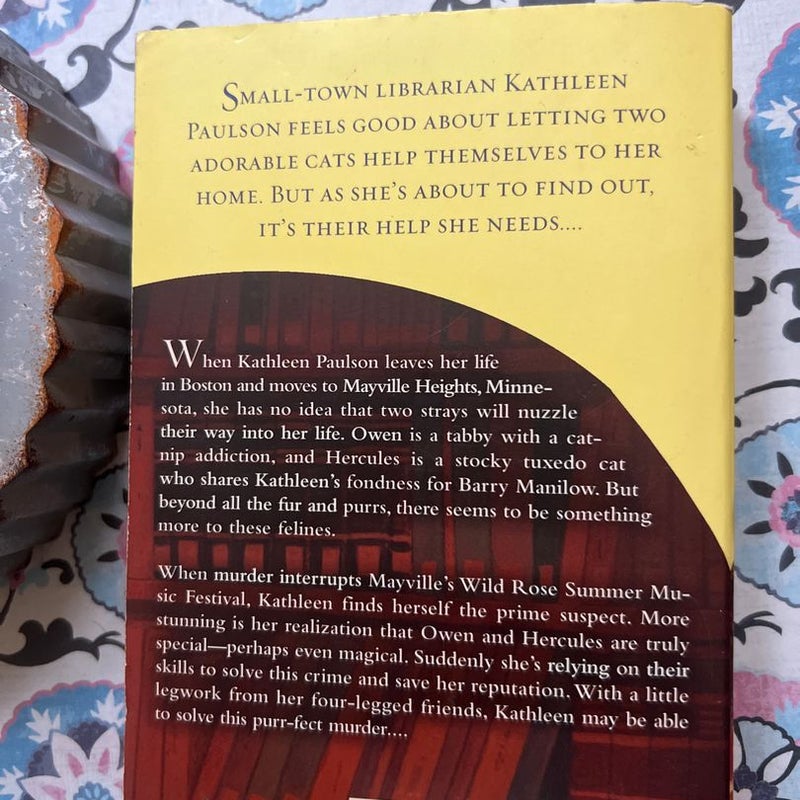 SMALL-TOWN LIBRARIAN KATHLEEN
PAULSON FEELS GOOD ABOUT LETTING TWO
ADORABLE CATS HELP THEMSELVES TO HER
HOME. BUT AS SHE'S ABOUT TO FIND OUT,
IT'S THEIR HELP SHE NEEDS....
When Kathleen Paulson leaves her life
in Boston and moves to Mayville Heights, Minne-
sota, she has no idea that two strays will nuzzle
their way into her life. Owen is a tabby with a cat-
nip addiction, and Hercules is a stocky tuxedo cat
who shares Kathleen's fondness for Barry Manilow. But
beyond all the fur and purrs, there seems to be something
more to these felines.
When murder interrupts Mayville's Wild Rose Summer Mu-
sic Festival, Kathleen finds herself the prime suspect. More
stunning is her realization that Owen and Hercules are truly
special—perhaps even magical. Suddenly she's relying on their
skills to solve this crime and save her reputation. With a little
legwork from her four-legged friends, Kathleen may be able
to solve this purr-fect murder....